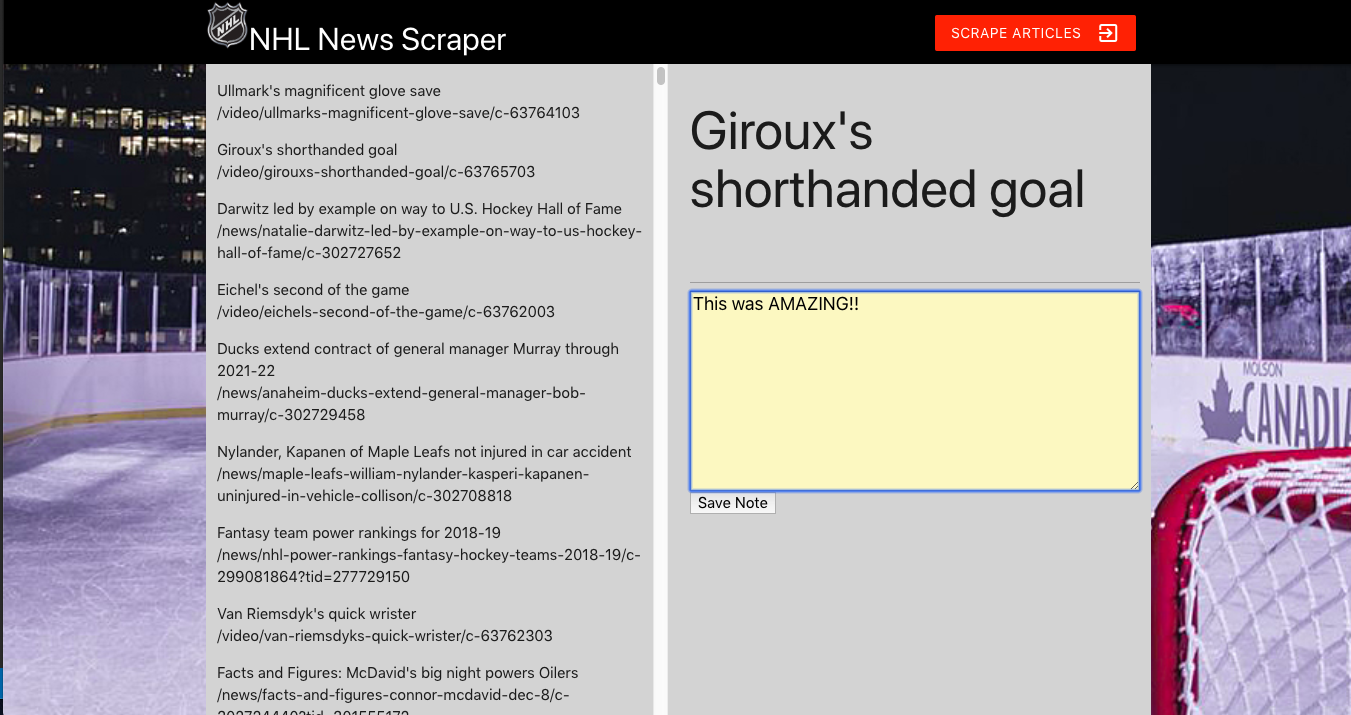 NHL
NHL News Scraper
SCRAPE ARTICLES
Ullmark's magnificent glove save
/video/ullmarks-magnificent-glove-save/c-63764103
Giroux's shorthanded goal
/video/girouxs-shorthanded-goal/c-63765703
Darwitz led by example on way to U.S. Hockey Hall of Fame
/news/natalie-darwitz-led-by-example-on-way-to-us-hockey-
hall-of-fame/c-302727652
Eichel's second of the game
/video/eichels-second-of-the-game/c-63762003
Ducks extend contract of general manager Murray through
2021-22
/news/anaheim-ducks-extend-general-manager-bob-
murray/c-302729458
Nylander, Kapanen of Maple Leafs not injured in car accident
/news/maple-leafs-william-nylander-kasperi-kapanen-
uninjured-in-vehicle-collison/c-302708818
Fantasy team power rankings for 2018-19
/news/nhl-power-rankings-fantasy-hockey-teams-2018-19/c-
299081864?tid=277729150
Van Riemsdyk's quick wrister
/video/van-riemsdyks-quick-wrister/c-63762303
Facts and Figures: McDavid's big night powers Oilers
/news/facts-and-figures-connor-mcdavid-dec-8/c-
Giroux's
shorthanded goal
This was AMAZING!!
Save Note
MOLSON
CANADIA